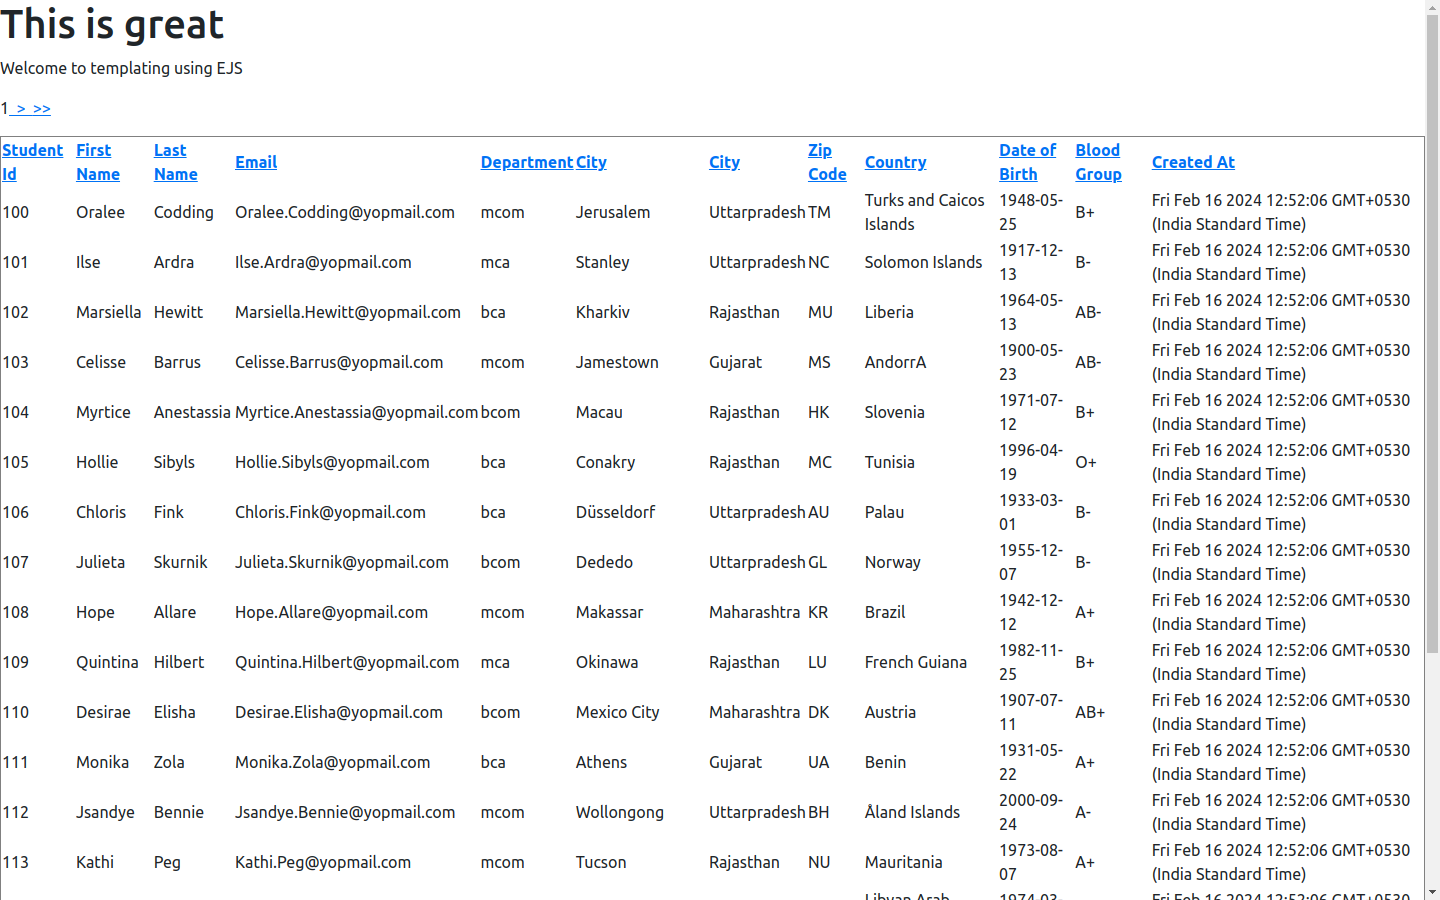 This is great
Welcome to templating using EJS
1 > >>
Student Id First Name Last Name Email Department City City Zip Code Country Date of Birth Blood Group Created At
100 Oralee Codding Oralee.Codding@yopmail.com mcom Jerusalem Uttarpradesh TM Turks and Caicos Islands 1948-05-25 B+ Fri Feb 16 2024 12:52:06 GMT+0530 (India Standard Time)
101 Ilse Ardra Ilse.Ardra@yopmail.com mca Stanley Uttarpradesh NC Solomon Islands 1917-12-13 B- Fri Feb 16 2024 12:52:06 GMT+0530 (India Standard Time)
102 Marsiella Hewitt Marsiella.Hewitt@yopmail.com bca Kharkiv Rajasthan MU Liberia 1964-05-13 AB- Fri Feb 16 2024 12:52:06 GMT+0530 (India Standard Time)
103 Celisse Barrus Celisse.Barrus@yopmail.com mcom Jamestown Gujarat MS AndorrA 1900-05-23 AB- Fri Feb 16 2024 12:52:06 GMT+0530 (India Standard Time)
104 Myrtice Anestassia Myrtice.Anestassia@yopmail.com bcom Macau Rajasthan HK Slovenia 1971-07-12 B+ Fri Feb 16 2024 12:52:06 GMT+0530 (India Standard Time)
105 Hollie Sibyls Hollie.Sibyls@yopmail.com bca Conakry Rajasthan MC Tunisia 1996-04-19 O+ Fri Feb 16 2024 12:52:06 GMT+0530 (India Standard Time)
106 Chloris Fink Chloris.Fink@yopmail.com bca Düsseldorf Uttarpradesh AU Palau 1933-03-01 B- Fri Feb 16 2024 12:52:06 GMT+0530 (India Standard Time)
107 Julieta Skurnik Julieta.Skurnik@yopmail.com bcom Dededo Uttarpradesh GL Norway 1955-12-07 B- Fri Feb 16 2024 12:52:06 GMT+0530 (India Standard Time)
108 Hope Allare Hope.Allare@yopmail.com mcom Makassar Maharashtra KR Brazil 1942-12-12 A+ Fri Feb 16 2024 12:52:06 GMT+0530 (India Standard Time)
109 Quintina Hilbert Quintina.Hilbert@yopmail.com mca Okinawa Rajasthan LU French Guiana 1982-11-25 B+ Fri Feb 16 2024 12:52:06 GMT+0530 (India Standard Time)
110 Desirae Elisha Desirae.Elisha@yopmail.com bcom Mexico City Maharashtra DK Austria 1907-07-11 AB+ Fri Feb 16 2024 12:52:06 GMT+0530 (India Standard Time)
111 Monika Zola Monika.Zola@yopmail.com bca Athens Gujarat UA Benin 1931-05-22 A+ Fri Feb 16 2024 12:52:06 GMT+0530 (India Standard Time)
112 Jsandye Bennie Jsandye.Bennie@yopmail.com mcom Wollongong Uttarpradesh BH Åland Islands 2000-09-24 A- Fri Feb 16 2024 12:52:06 GMT+0530 (India Standard Time)
113 Kathi Peg Kathi.Peg@yopmail.com mcom Tucson Rajasthan NU Mauritania 1973-08-07 A+ Fri Feb 16 2024 12:52:06 GMT+0530 (India Standard Time)
Libyan Arab 1974-03- Fri Feb 16 2024 12:52:06 GMT+0530